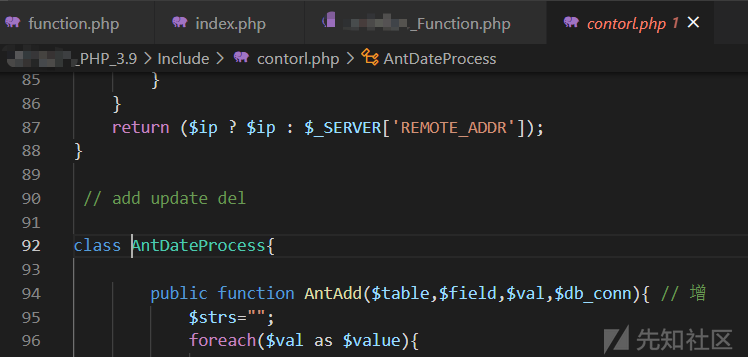 function.php index.php _Function.php contorl.php 1 ×
_PHP_3.9 > Include > contorl.php > AntDateProcess
85 }
86 }
87 return ($ip ? $ip : $_SERVER['REMOTE_ADDR']);
88 }
89
90 // add update del
91
92 class AntDateProcess{
93
94 public function AntAdd($table,$field,$val,$db_conn){ // 增
95 $strs="";
96 foreach($val as $value){
先知社区